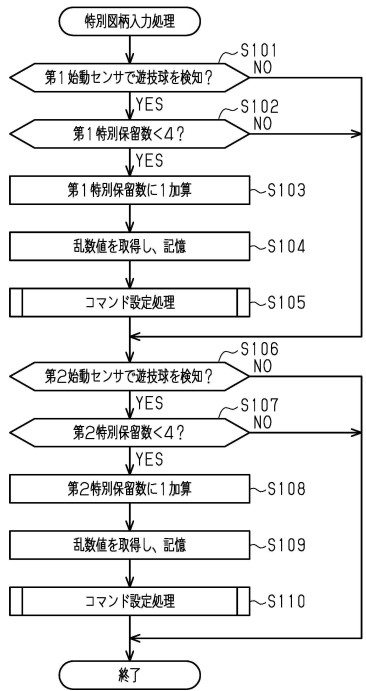 特別図柄入力処理
S101
第1始動センサで遊技球を検知?
NO
YES
S102
第1特別保留数<4?
NO
YES
第1特別保留数に1加算
S103
乱数値を取得し、記憶
S104
コマンド設定処理
S105
S106
第2始動センサで遊技球を検知?
NO
YES
S107
第2特別保留数<4?
NO
YES
第2特別保留数に1加算
S108
乱数値を取得し、記憶
S109
コマンド設定処理
S110
終了